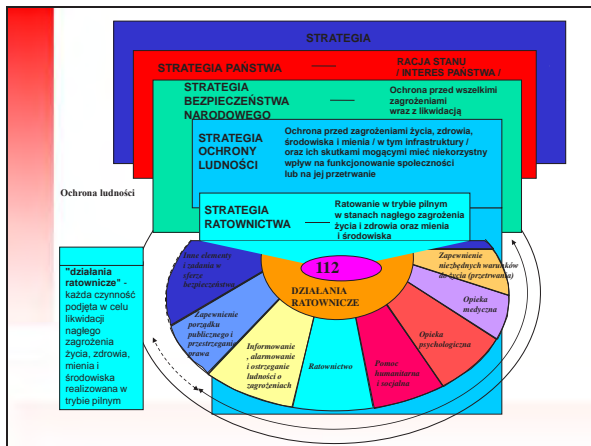 STRATEGIA
STRATEGIA PAŃSTWA
RACJA STANU
/ INTERES PAŃSTWA /
STRATEGIA
BEZPIECZEŃSTWA
NARODOWEGO
Ochrona przed wszelkimi
zagrożeniami
wraz z likwidacją
STRATEGIA
OCHRONY
LUDNOŚCI
Ochrona przed zagrożeniami życia, zdrowia,
środowiska i mienia / w tym infrastruktury /
oraz ich skutkami mogącymi mieć niekorzystny
wpływ na funkcjonowanie społeczności
lub na jej przetrwanie
Ochrona ludności
STRATEGIA
RATOWNICTWA
Ratowanie w trybie pilnym
w stanach nagłego zagrożenia
życia i zdrowia oraz mienia
i środowiska
"działania
ratownicze" -
każda czynność
podjęta w celu
likwidacji
nagłego
zagrożenia
życia, zdrowia,
mienia i
środowiska
realizowana w
trybie pilnym
112
DZIAŁANIA
RATOWNICZE
Inne elementy
i zadania w
sferze
bezpieczeństwa
Zapewnienie
porządku
publicznego i
przestrzeganie
prawa
Informowanie
, alarmowanie
i ostrzeganie
ludności o
zagrożeniach
Ratownictwo
Pomoc
humanitarna
i socjalna
Opieka
psychologiczna
Opieka
medyczna
Zapewnienie
niezbędnych warunków
do życia (przetrwania)